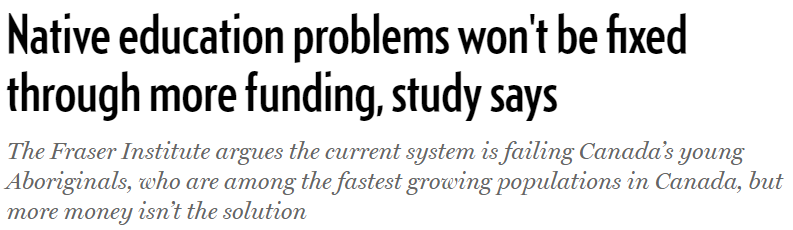 Native education problems won't be fixed
through more funding, study says
The Fraser Institute argues the current system is failing Canada’s young
Aboriginals, who are among the fastest growing populations in Canada, but
more money isn’t the solution